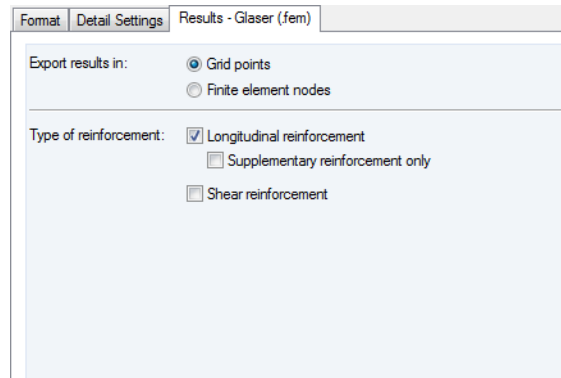 Format Detail Settings Results - Glaser (.fem)
Export results in: Grid points
Finite element nodes
Type of reinforcement: Longitudinal reinforcement
Supplementary reinforcement only
Shear reinforcement